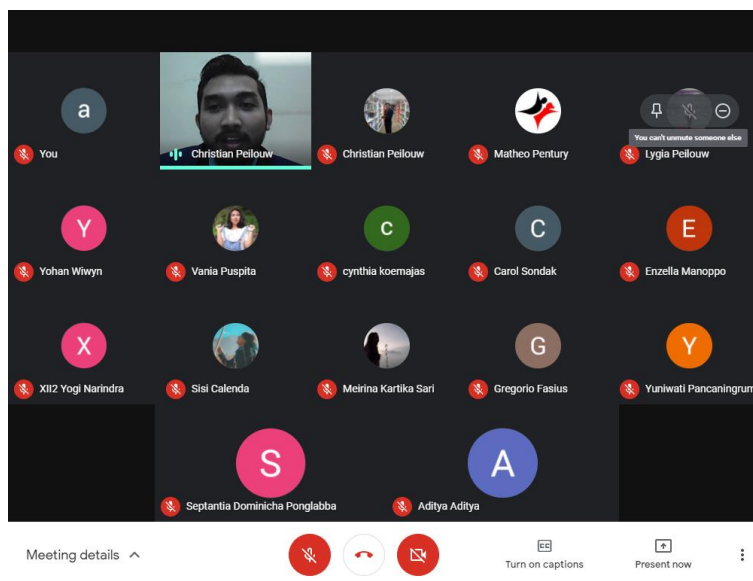 a
You
Christian Peilouw
Christian Peilouw
Matheo Pentury
You can't unmute someone else
Lygia Peilouw
Y
Yohan Wiwyn
Vania Puspita
c
cynthia koemajas
C
Carol Sondak
E
Enzella Manoppo
X
XII2 Yogi Narindra
Sisi Calenda
Meirina Kartika Sari
G
Gregorio Fasius
Y
Yuniwati Pancaningrum
S
Septantia Dominicha Ponglabba
A
Aditya Aditya
Meeting details
CC
Turn on captions
Present now